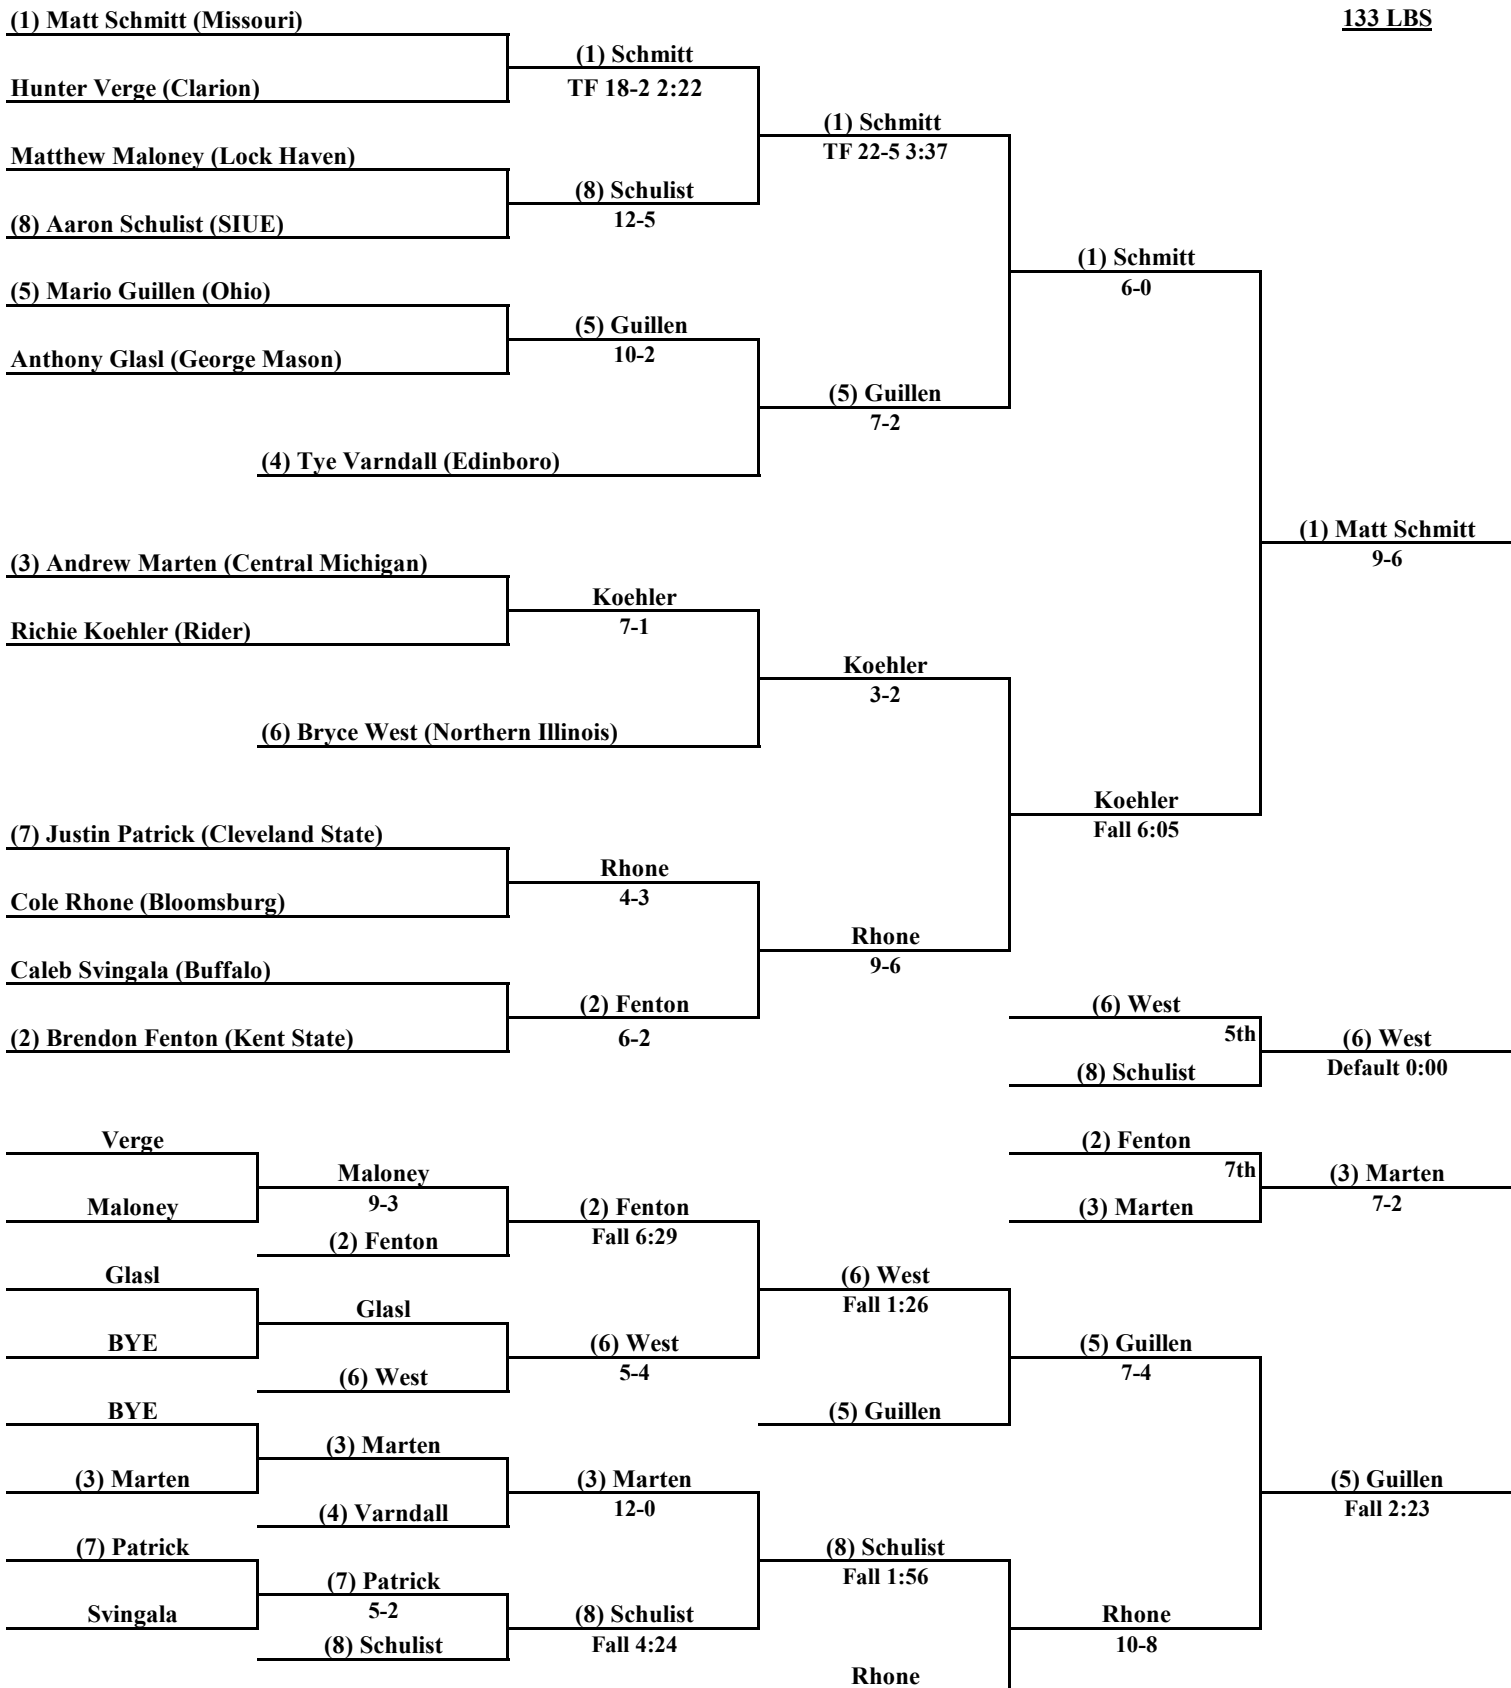 (1) Matt Schmitt (Missouri)
133 LBS
(1) Schmitt
Hunter Verge (Clarion)
TF 18-2 2:22
(1) Schmitt
Matthew Maloney (Lock Haven)
TF 22-5 3:37
(8) Schulist
(8) Aaron Schulist (SIUE)
12-5
(1) Schmitt
(5) Mario Guillen (Ohio)
6-0
(5) Guillen
Anthony Glasl (George Mason)
10-2
(5) Guillen
7-2
(4) Tye Varndall (Edinboro)
(1) Matt Schmitt
(3) Andrew Marten (Central Michigan)
9-6
Koehler
Richie Koehler (Rider)
7-1
Koehler
3-2
(6) Bryce West (Northern Illinois)
Koehler
(7) Justin Patrick (Cleveland State)
Fall 6:05
Rhone
Cole Rhone (Bloomsburg)
4-3
Rhone
Caleb Svingala (Buffalo)
9-6
(2) Fenton
(6) West
(2) Brendon Fenton (Kent State)
6-2
5th
(6) West
(8) Schulist
Default 0:00
Verge
(2) Fenton
Maloney
7th
(3) Marten
Maloney
9-3
(2) Fenton
(3) Marten
7-2
(2) Fenton
Fall 6:29
Glasl
(6) West
Glasl
Fall 1:26
BYE
(6) West
(5) Guillen
(6) West
5-4
7-4
BYE
(5) Guillen
(3) Marten
(3) Marten
(3) Marten
(5) Guillen
(4) Varndall
12-0
Fall 2:23
(7) Patrick
(8) Schulist
(7) Patrick
Fall 1:56
Svingala
5-2
(8) Schulist
Rhone
(8) Schulist
Fall 4:24
10-8
Rhone